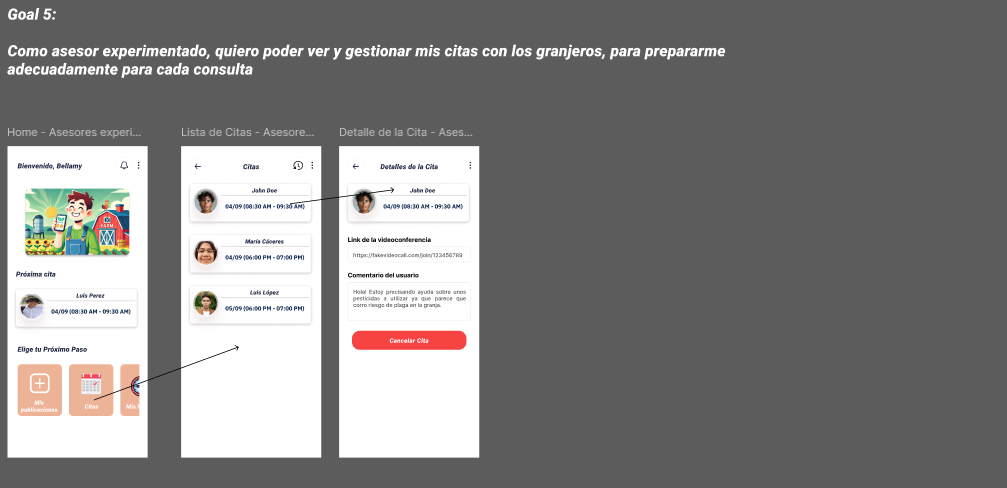 Goal 5:
Como asesor experimentado, quiero poder ver y gestionar mis citas con los granjeros, para prepararme
adecuadamente para cada consulta
Home - Asesores experi...
Bienvenido, Bellamy
FARM
Próxima cita
Luis Perez
04/09 (08:30 AM - 09:30 AM)
Elige tu Próximo Paso
Mis
publicaciones
Citas
Lista de Citas - Asesore...
Citas
John Doe
04/09 (08:30 AM - 09:30 AM)
María Cáceres
04/09 (06:00 PM - 07:00 PM)
Luis López
05/09 (06:00 PM - 07:00 PM)
Detalle de la Cita - Ases...
Detalles de la Cita
John Doe
04/09 (08:30 AM - 09:30 AM)
Link de la videoconferencia
https://fakevideocall.com/join/123456789
Comentario del usuario
Hola! Estoy precisando ayuda sobre unos
pesticidas a utilizar ya que parece que
corro riesgo de plaga en la granja.
Cancelar Cita